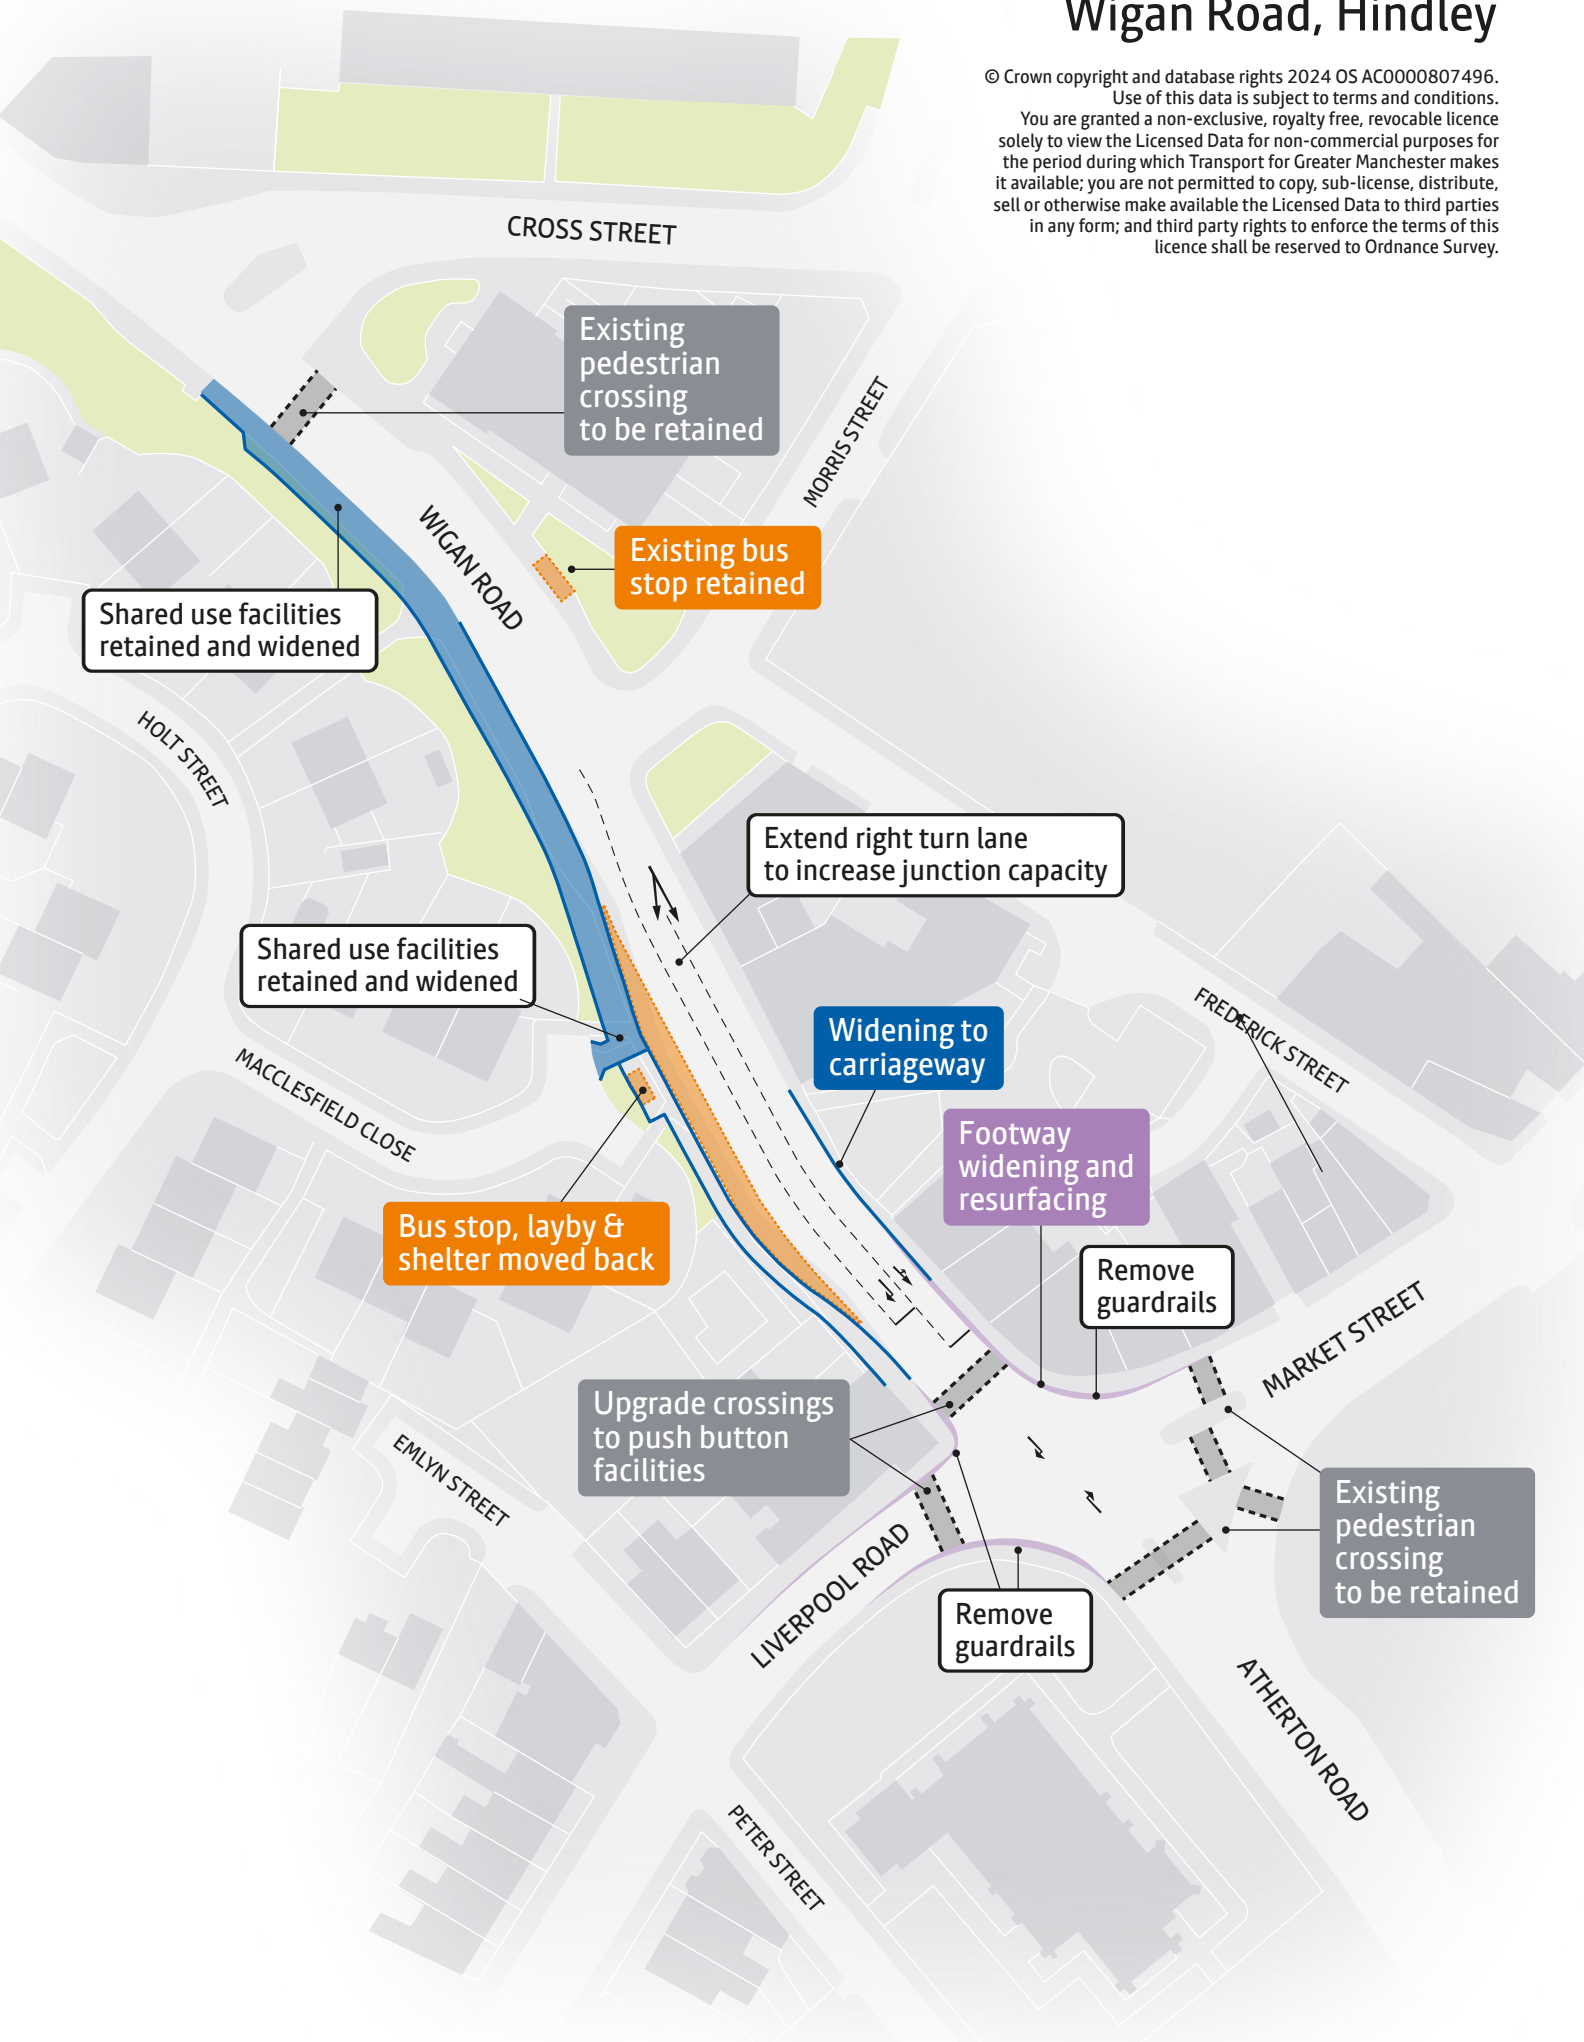 Wigan Road, Hindley
© Crown copyright and database rights 2024 OS AC0000807496.
Use of this data is subject to terms and conditions.
You are granted a non-exclusive, royalty free, revocable licence
solely to view the Licensed Data for non-commercial purposes for
the period during which Transport for Greater Manchester makes
it available; you are not permitted to copy, sub-license, distribute,
sell or otherwise make available the Licensed Data to third parties
in any form; and third party rights to enforce the terms of this
licence shall be reserved to Ordnance Survey.
CROSS STREET
Existing
pedestrian
crossing
to be retained
MORRIS STREET
WIGAN ROAD
Existing bus
stop retained
Shared use facilities
retained and widened
HOLT STREET
Extend right turn lane
to increase junction capacity
Shared use facilities
retained and widened
FREDERICK STREET
Widening to
carriageway
MACCLESFIELD CLOSE
Footway
widening and
resurfacing
Bus stop, layby &
shelter moved back
Remove
guardrails
MARKET STREET
Upgrade crossings
to push button
facilities
EMLYN STREET
Existing
pedestrian
crossing
to be retained
LIVERPOOL ROAD
Remove
guardrails
ATHERTON ROAD
PETER STREET